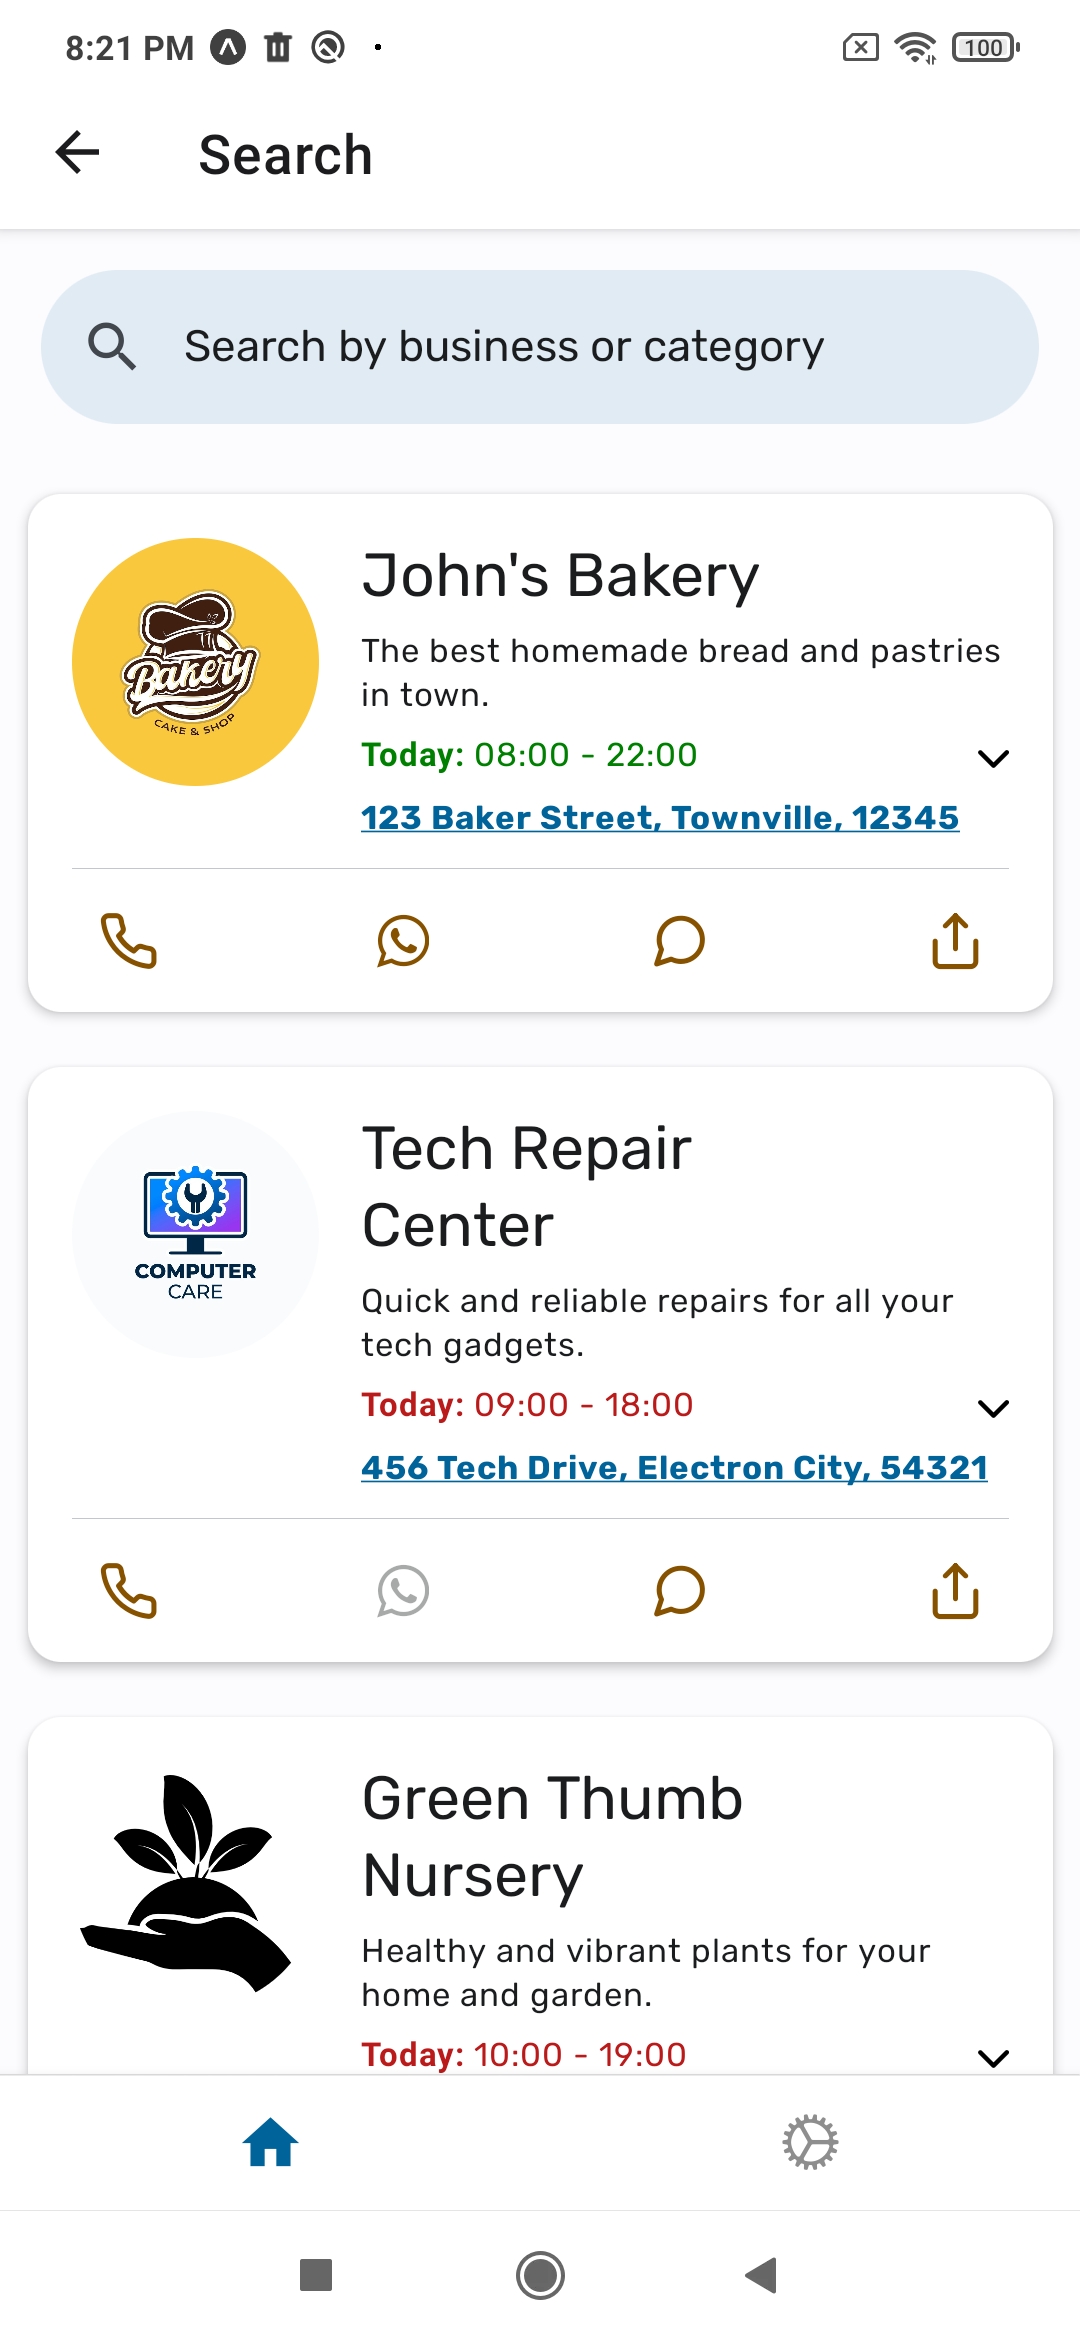 8:21 PM
100
Search
Search by business or category
Bakery
CAKE & SHOP
John's Bakery
The best homemade bread and pastries
in town.
Today: 08:00 - 22:00
123 Baker Street, Townville, 12345
COMPUTER
CARE
Tech Repair
Center
Quick and reliable repairs for all your
tech gadgets.
Today: 09:00 - 18:00
456 Tech Drive, Electron City, 54321
Green Thumb
Nursery
Healthy and vibrant plants for your
home and garden.
Today: 10:00 - 19:00